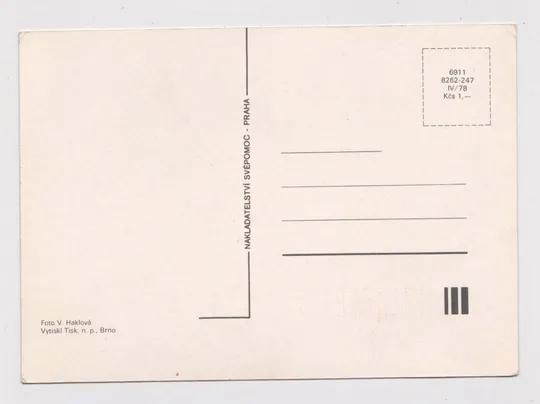 6911
8262-247
IV/78
Kčs 1,—
NAKLADATELSTVÍ SVÉPOMOC - PRAHA
Foto V. Haklová
Vytiskl Tisk, n. p., Brno